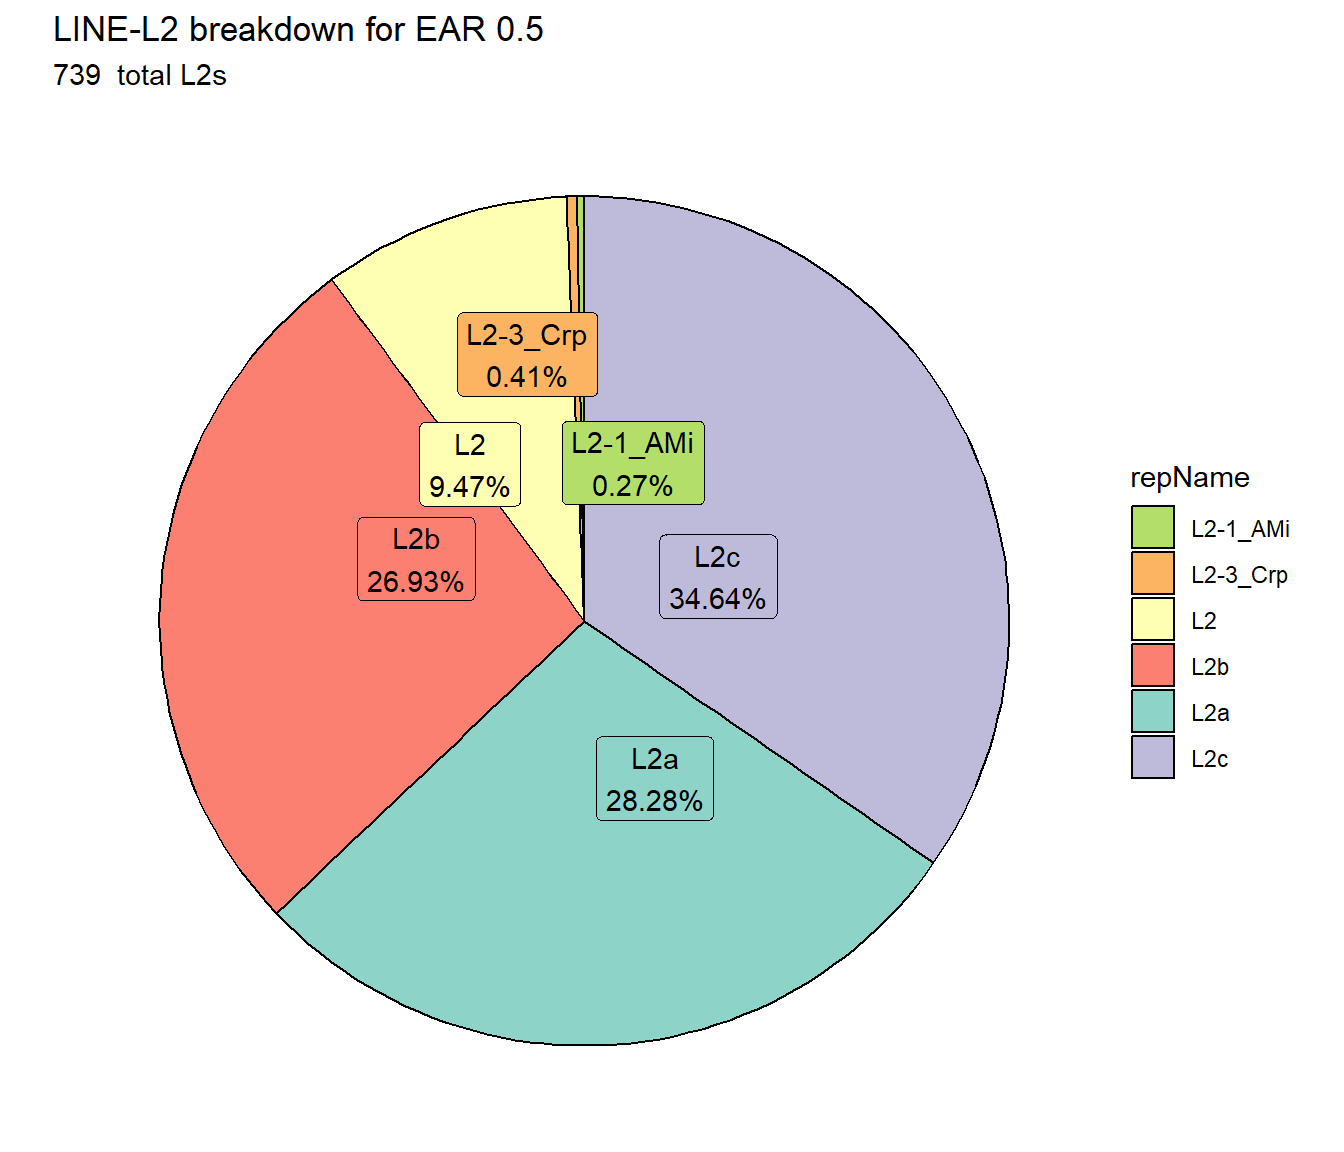 LINE-L2 breakdown for EAR 0.5
739  total L2s
L2-3_Crp
0.41%
L2
9.47%
L2-1_AMi
0.27%
L2b
26.93%
L2c
34.64%
L2a
28.28%
repName
L2-1_AMi
L2-3_Crp
L2
L2b
L2a
L2c